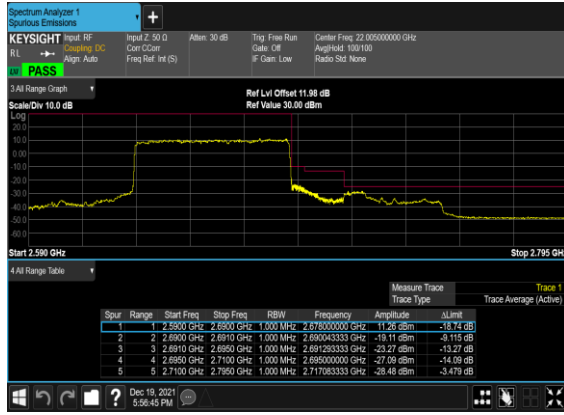 Spectrum Analyzer 1
Spurious Emissions
+
KEYSIGHT Input: RF Input Z: 50 Ω Atten: 30 dB Trig: Free Run Center Freq: 22.005000000 GHz
RL Coupling: DC Corr CCorr Gate: Off Avg|Hold: 100/100
Align: Auto Freq Ref: Int (S) IF Gain: Low Radio Std: None
PASS
3 All Range Graph
Ref Lvl Offset 11.98 dB
Scale/Div 10.0 dB Ref Value 30.00 dBm
Log
20.0
10.0
0.00
-10.0
-20.0
-30.0
-40.0
-50.0
-60.0
Start 2.590 GHz Stop 2.795 GH
4 All Range Table
Measure Trace Trace 1
Trace Type Trace Average (Active)
Spur Range Start Freq Stop Freq RBW Frequency Amplitude ΔLimit
1 1 2.5900 GHz 2.6900 GHz 1.000 MHz 2.678000000 GHz 11.26 dBm -18.74 dB
2 2 2.6900 GHz 2.6910 GHz 1.000 MHz 2.690043333 GHz -19.11 dBm -9.115 dB
3 3 2.6910 GHz 2.6950 GHz 1.000 MHz 2.691293333 GHz -23.27 dBm -13.27 dB
4 4 2.6950 GHz 2.7100 GHz 1.000 MHz 2.695000000 GHz -27.09 dBm -14.09 dB
5 5 2.7100 GHz 2.7950 GHz 1.000 MHz 2.717083333 GHz -28.48 dBm -3.479 dB
?
Dec 19, 2021
5:56:45 PM